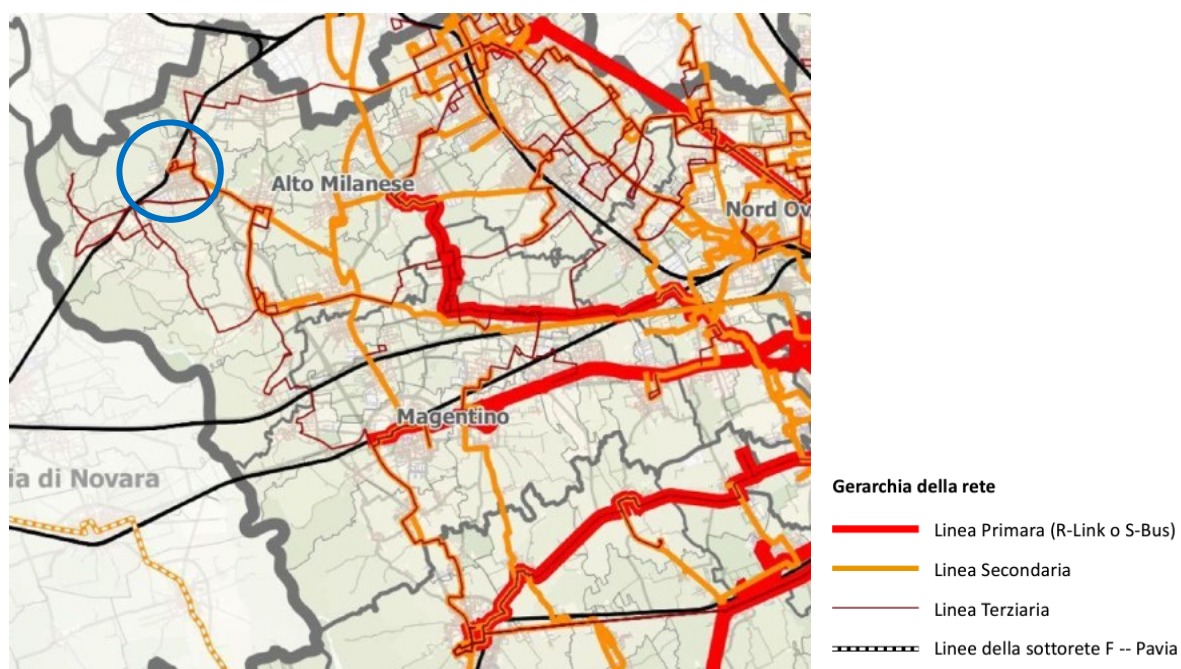 Alto Milanese
Nord Ov
Magentino
ia di Novara
Gerarchia della rete
Linea Primara (R-Link o S-Bus)
Linea Secondaria
Linea Terziaria
Linee della sottorete F -- Pavia